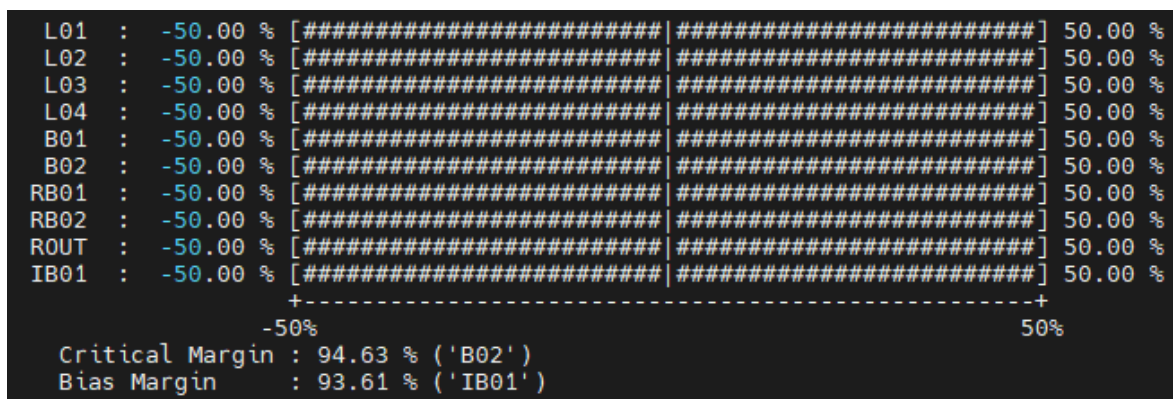 L01 : -50.00 % [#########################|#########################] 50.00 %
L02 : -50.00 % [#########################|#########################] 50.00 %
L03 : -50.00 % [#########################|#########################] 50.00 %
L04 : -50.00 % [#########################|#########################] 50.00 %
B01 : -50.00 % [#########################|#########################] 50.00 %
B02 : -50.00 % [#########################|#########################] 50.00 %
RB01 : -50.00 % [#########################|#########################] 50.00 %
RB02 : -50.00 % [#########################|#########################] 50.00 %
ROUT : -50.00 % [#########################|#########################] 50.00 %
IB01 : -50.00 % [#########################|#########################] 50.00 %
+---------------------------------------------------+
-50% 50%
Critical Margin : 94.63 % ('B02')
Bias Margin : 93.61 % ('IB01')